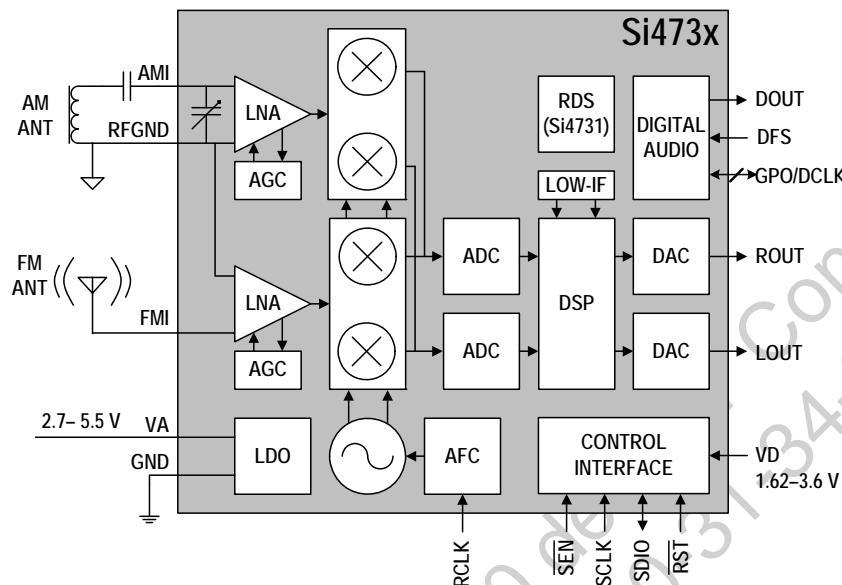 Si473x
AM
ANT
AMI
RFGND
LNA
AGC
RDS
(Si4731)
DIGITAL
AUDIO
DOUT
DFS
GPO/DCLK
LOW-IF
FM
ANT
FMI
LNA
AGC
ADC
ADC
DSP
DAC
DAC
ROUT
LOUT
2.7– 5.5 V
VA
GND
LDO
AFC
CONTROL
INTERFACE
VD
1.62–3.6 V
RCLK
SEN
SCLK
SDIO
RST